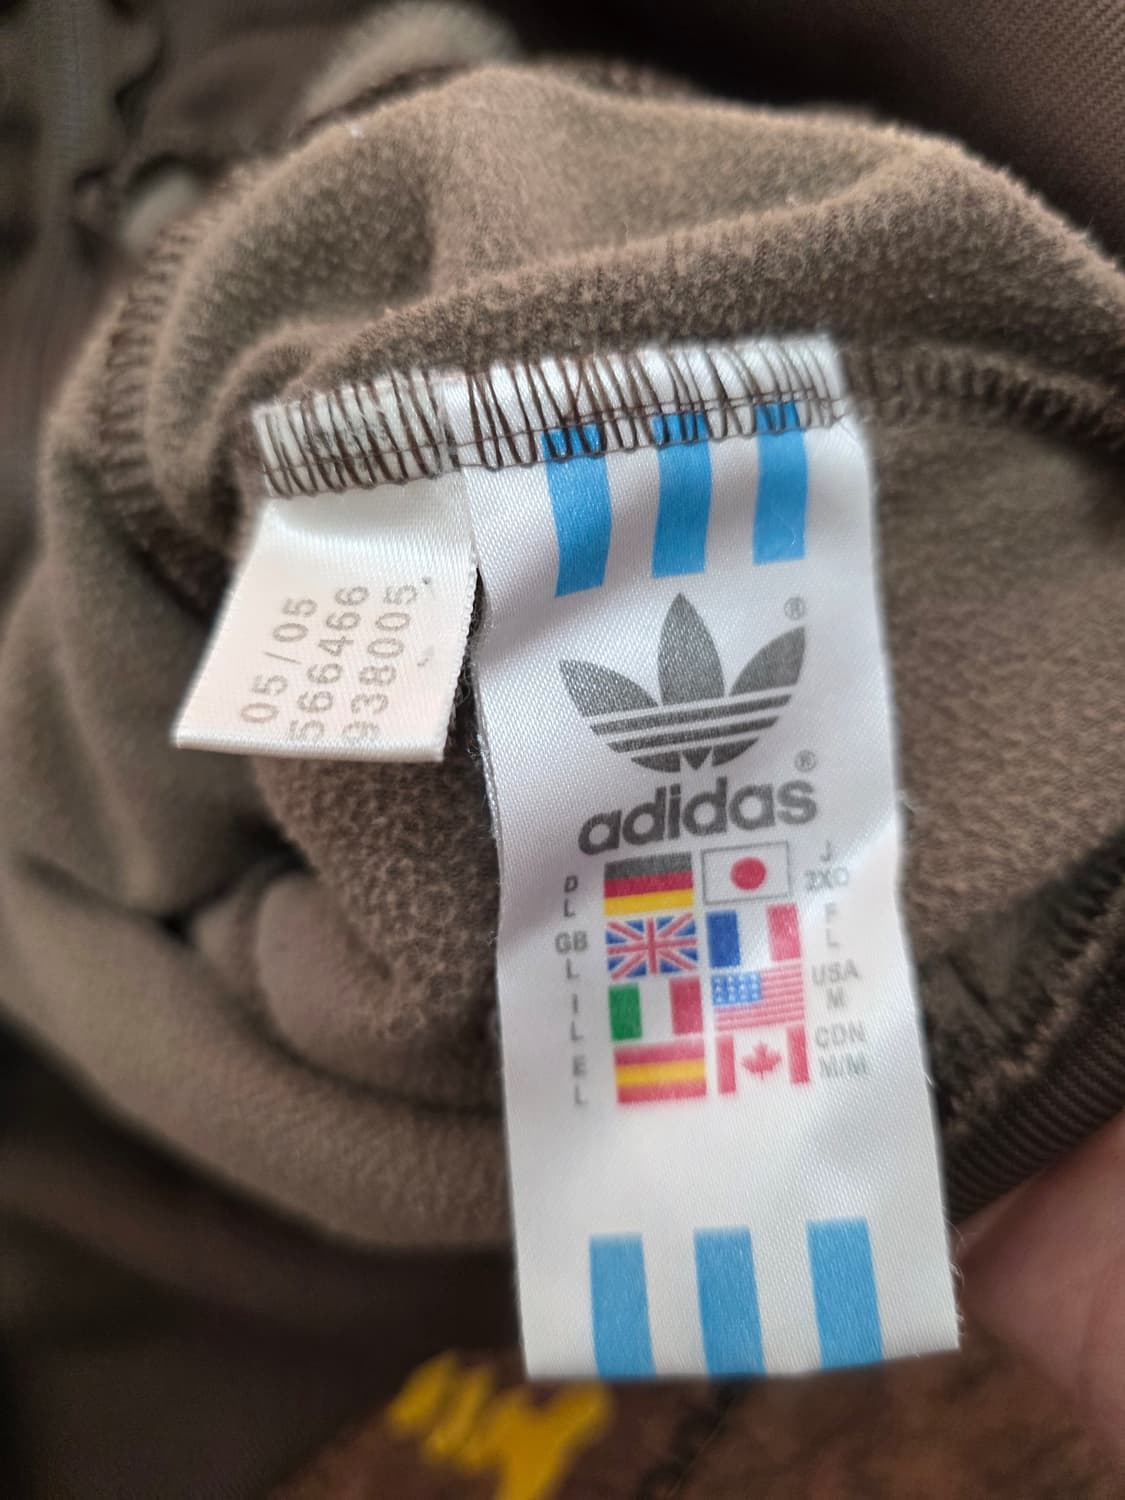 05/05
566466
938005
®
®
adidas
D
L
GB
L
I
L
E
L
J
2XO
F
L
USA
M
CDN
M/M